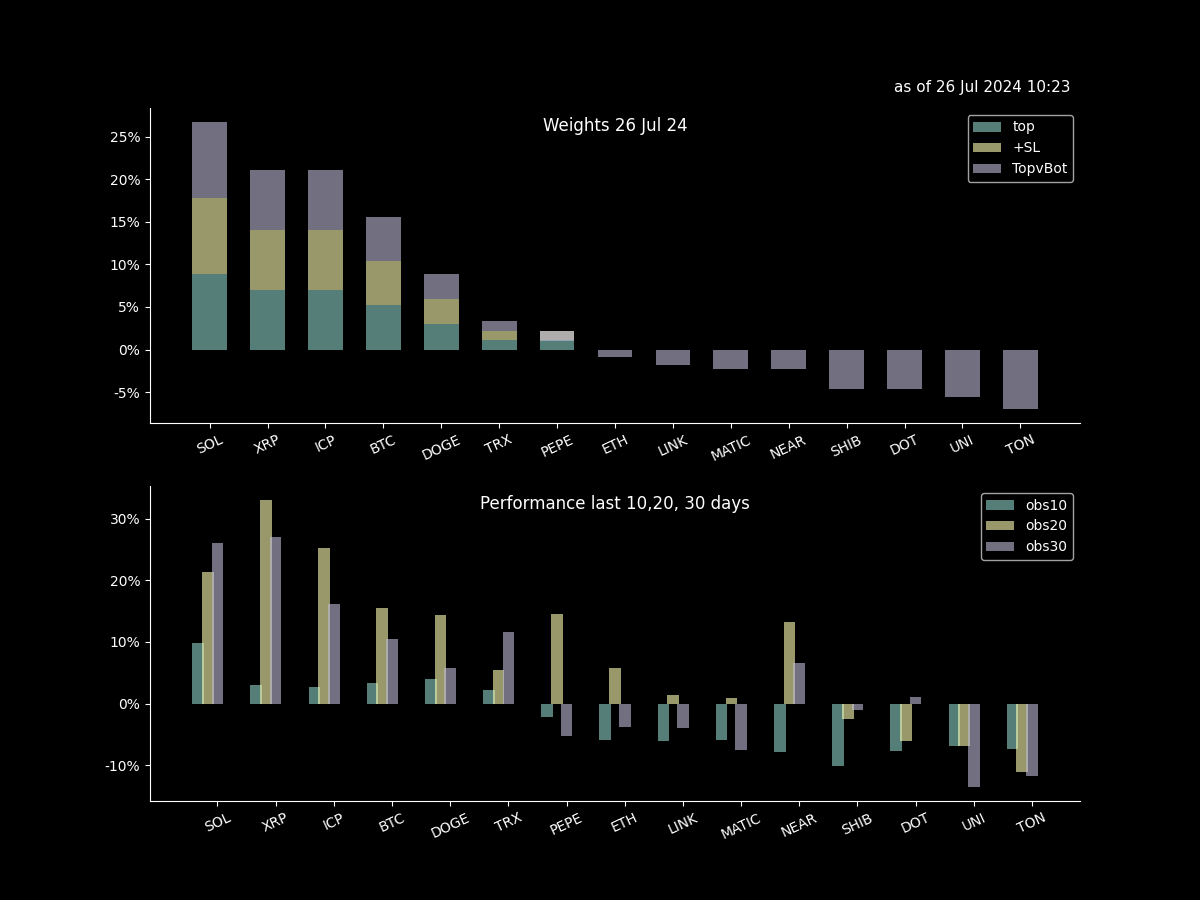 as of 26 Jul 2024 10:23
Weights 26 Jul 24
top
+SL
TopvBot
25%
20%
15%
10%
5%
0%
-5%
SOL XRP ICP BTC DOGE TRX PEPE ETH LINK MATIC NEAR SHIB DOT UNI TON
Performance last 10,20, 30 days
obs10
obs20
obs30
30%
20%
10%
0%
-10%
SOL XRP ICP BTC DOGE TRX PEPE ETH LINK MATIC NEAR SHIB DOT UNI TON